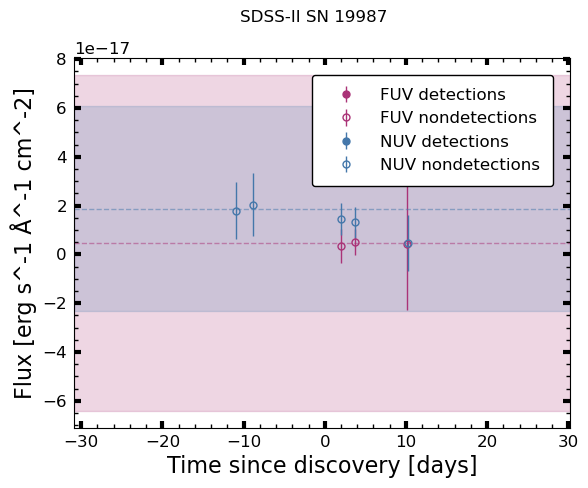 SDSS-II SN 19987
1e−17
FUV detections
FUV nondetections
NUV detections
NUV nondetections
8
6
4
2
0
−2
−4
−6
Flux [erg s^-1 Å^-1 cm^-2]
−30 −20 −10 0 10 20 30
Time since discovery [days]